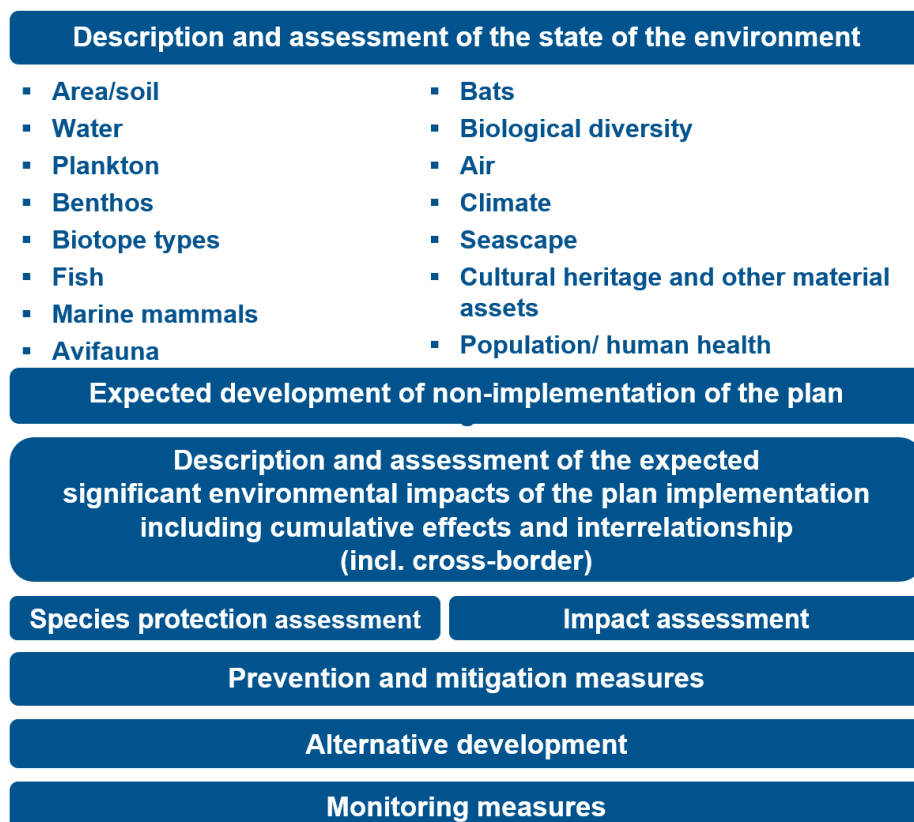 Description and assessment of the state of the environment
▪ Area/soil
▪ Water
▪ Plankton
▪ Benthos
▪ Biotope types
▪ Fish
▪ Marine mammals
▪ Avifauna
▪ Bats
▪ Biological diversity
▪ Air
▪ Climate
▪ Seascape
▪ Cultural heritage and other material
assets
▪ Population/ human health
Expected development of non-implementation of the plan
Description and assessment of the expected
significant environmental impacts of the plan implementation
including cumulative effects and interrelationship
(incl. cross-border)
Species protection assessment
Impact assessment
Prevention and mitigation measures
Alternative development
Monitoring measures